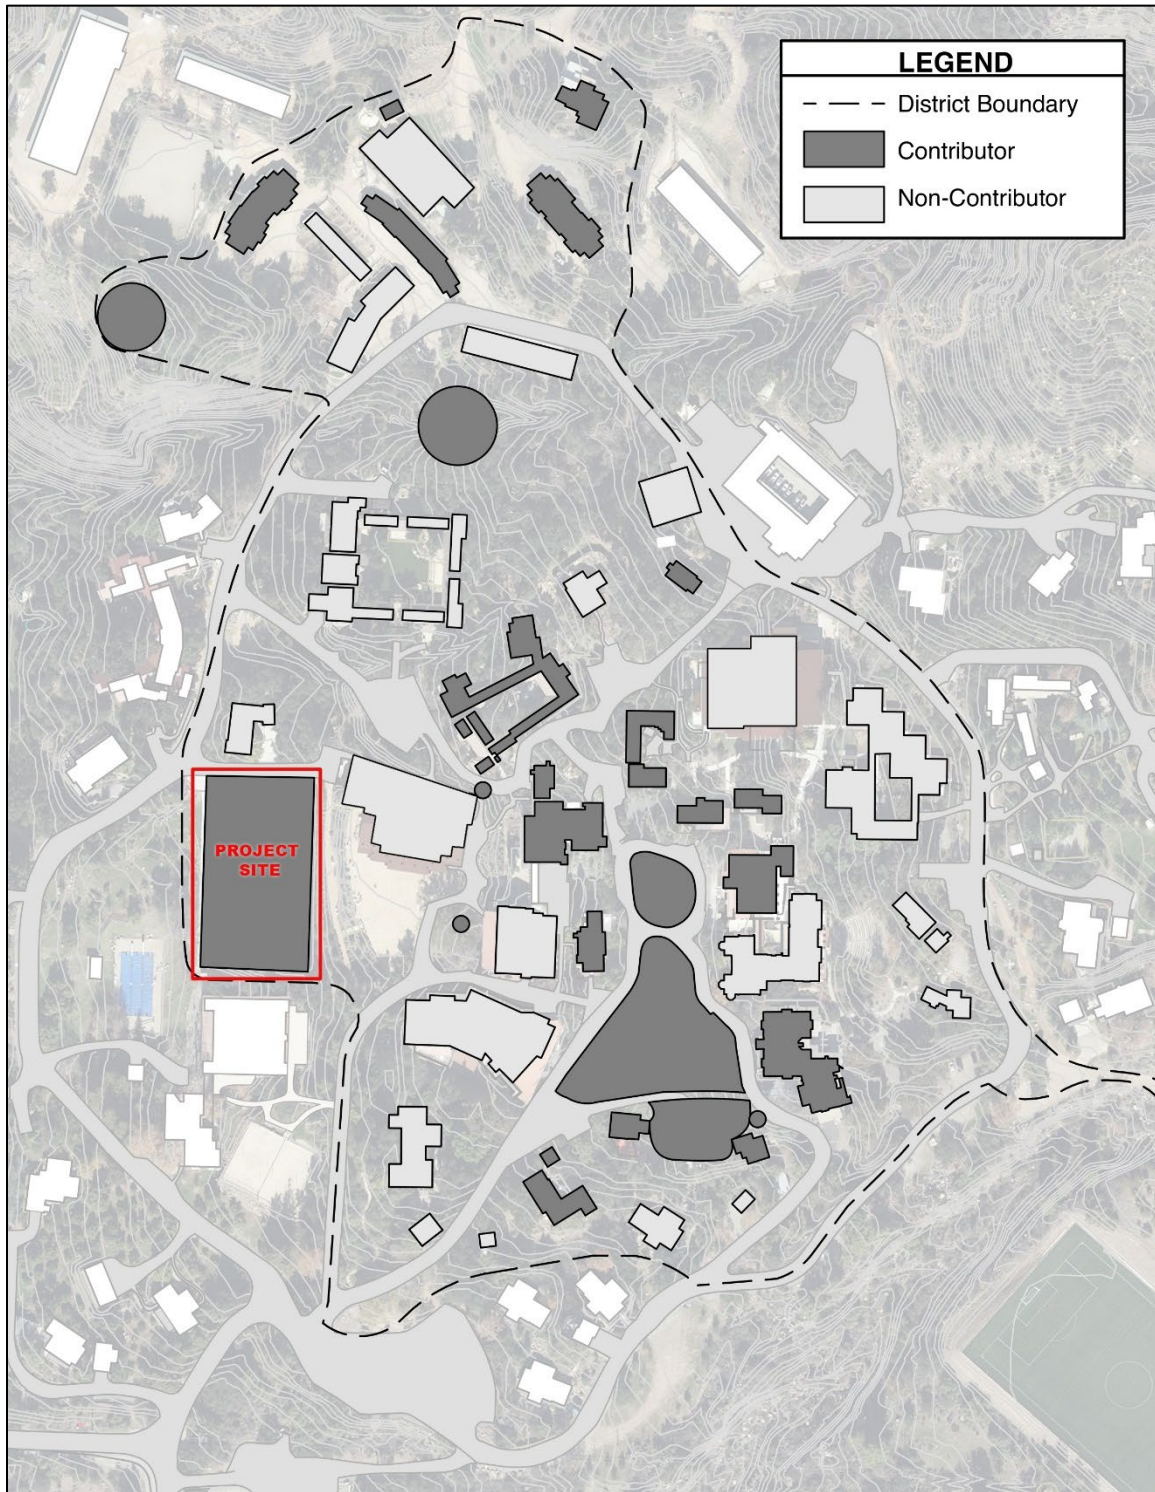 LEGEND
District Boundary
Contributor
Non-Contributor
PROJECT
SITE